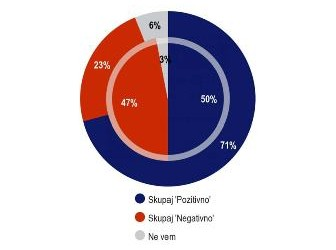 6%
3%
23%
47%
50%
71%
Skupaj 'Pozitivno'
Skupaj 'Negativno'
Ne vem